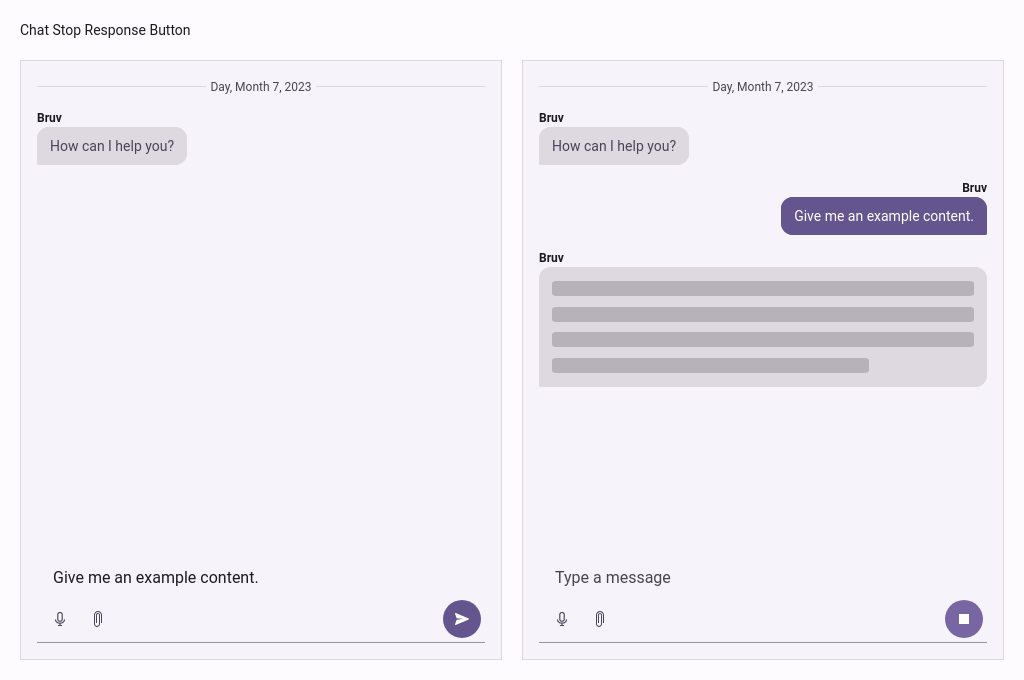 Chat Stop Response Button
Day, Month 7, 2023
Bruv
How can I help you?
Give me an example content.
Day, Month 7, 2023
Bruv
How can I help you?
Bruv
Give me an example content.
Bruv
Type a message